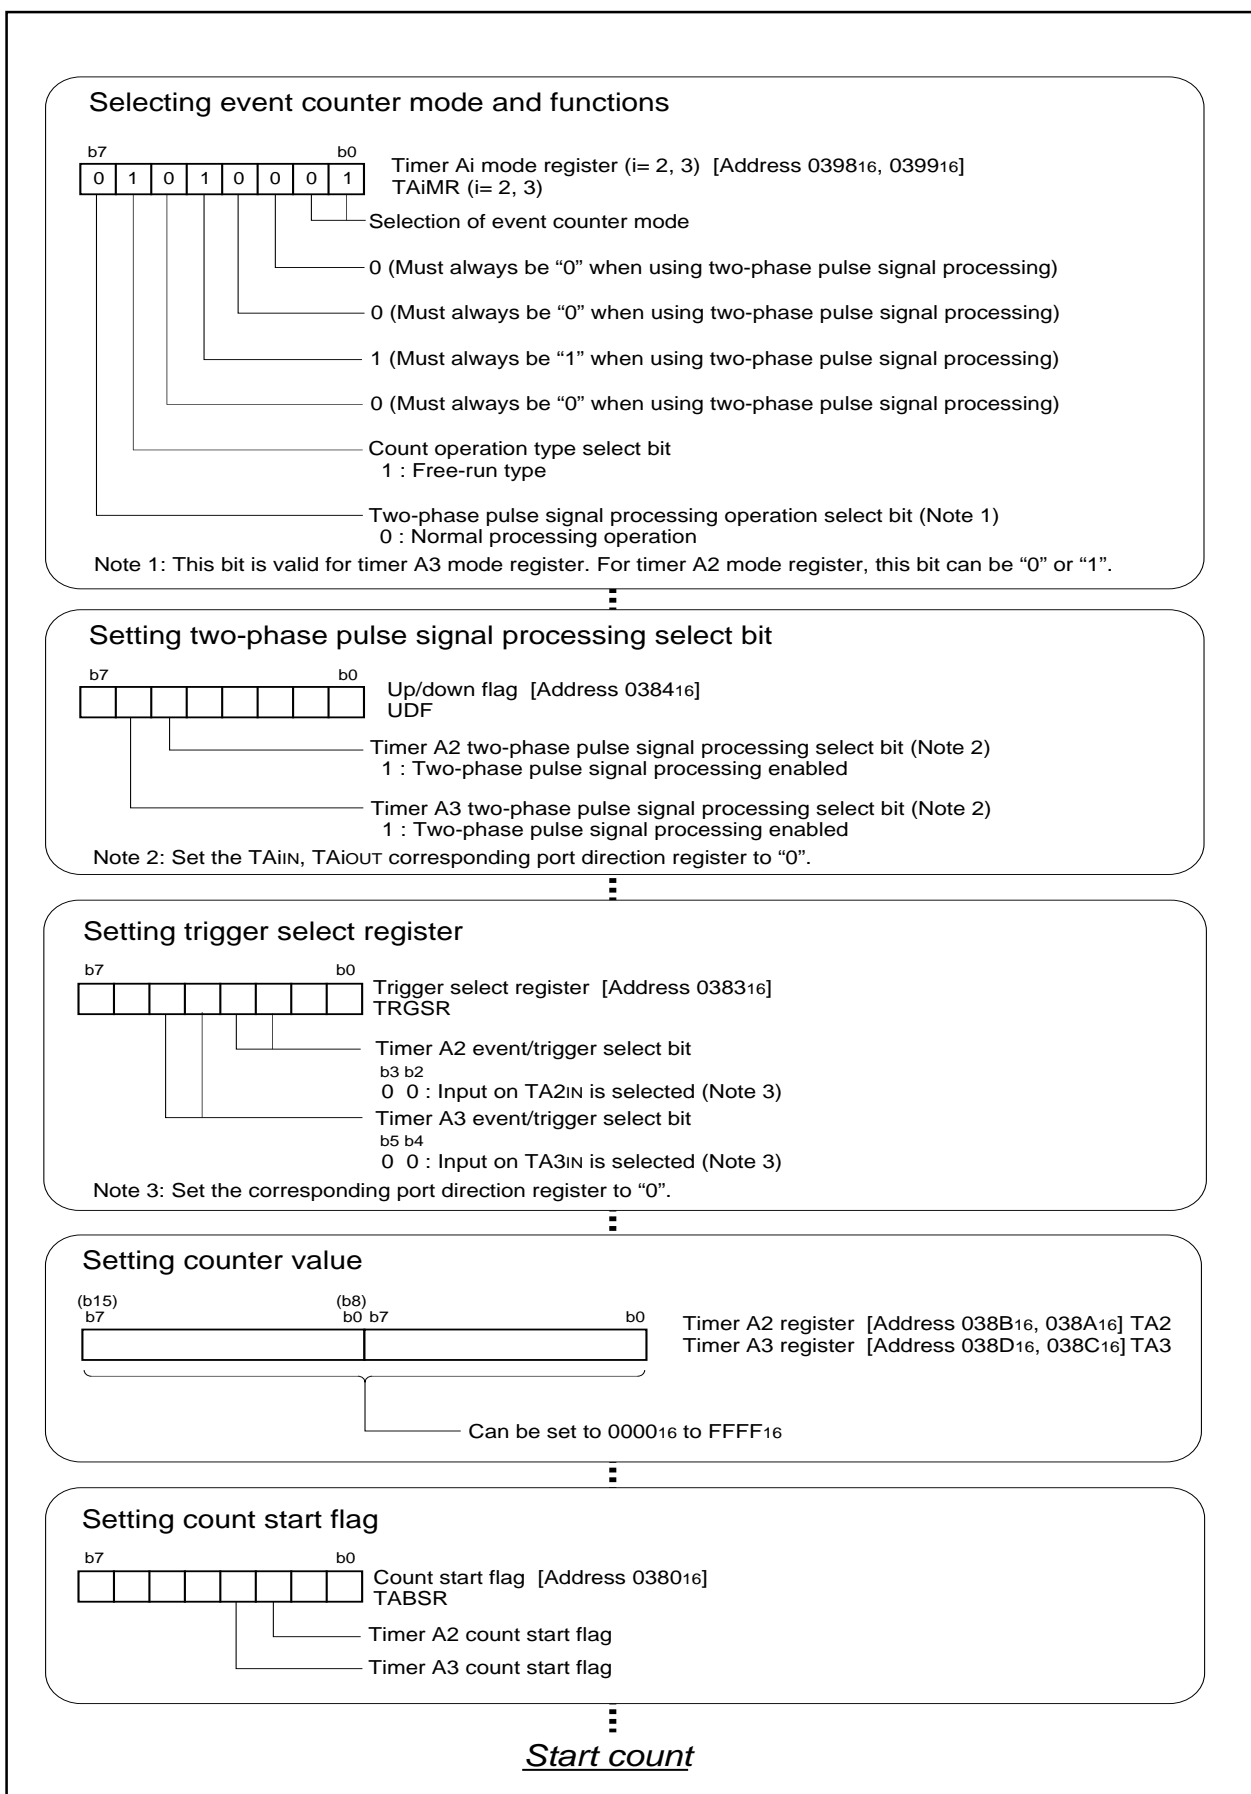 Selecting event counter mode and functions
b7 b0
0 1 0 1 0 0 0 1
Timer Ai mode register (i= 2, 3) [Address 039816, 039916]
TAiMR (i= 2, 3)
Selection of event counter mode
0 (Must always be “0” when using two-phase pulse signal processing)
0 (Must always be “0” when using two-phase pulse signal processing)
1 (Must always be “1” when using two-phase pulse signal processing)
0 (Must always be “0” when using two-phase pulse signal processing)
Count operation type select bit
1 : Free-run type
Two-phase pulse signal processing operation select bit (Note 1)
0 : Normal processing operation
Note 1: This bit is valid for timer A3 mode register. For timer A2 mode register, this bit can be “0” or “1”.
Setting two-phase pulse signal processing select bit
b7 b0
Up/down flag [Address 038416]
UDF
Timer A2 two-phase pulse signal processing select bit (Note 2)
1 : Two-phase pulse signal processing enabled
Timer A3 two-phase pulse signal processing select bit (Note 2)
1 : Two-phase pulse signal processing enabled
Note 2: Set the TAiIN, TAiOUT corresponding port direction register to “0”.
Setting trigger select register
b7 b0
Trigger select register [Address 038316]
TRGSR
Timer A2 event/trigger select bit
b3 b2
0 0 : Input on TA2IN is selected (Note 3)
Timer A3 event/trigger select bit
b5 b4
0 0 : Input on TA3IN is selected (Note 3)
Note 3: Set the corresponding port direction register to “0”.
Setting counter value
(b15) (b8)
b7 b0 b7 b0
Timer A2 register [Address 038B16, 038A16] TA2
Timer A3 register [Address 038D16, 038C16] TA3
Can be set to 000016 to FFFF16
Setting count start flag
b7 b0
Count start flag [Address 038016]
TABSR
Timer A2 count start flag
Timer A3 count start flag
Start count